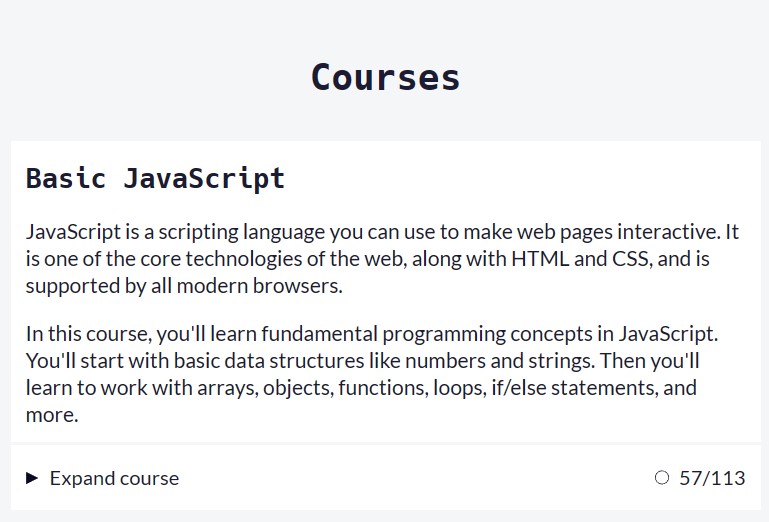 Courses
Basic JavaScript
JavaScript is a scripting language you can use to make web pages interactive. It
is one of the core technologies of the web, along with HTML and CSS, and is
supported by all modern browsers.
In this course, you'll learn fundamental programming concepts in JavaScript.
You'll start with basic data structures like numbers and strings. Then you'll
learn to work with arrays, objects, functions, loops, if/else statements, and
more.
Expand course 57/113